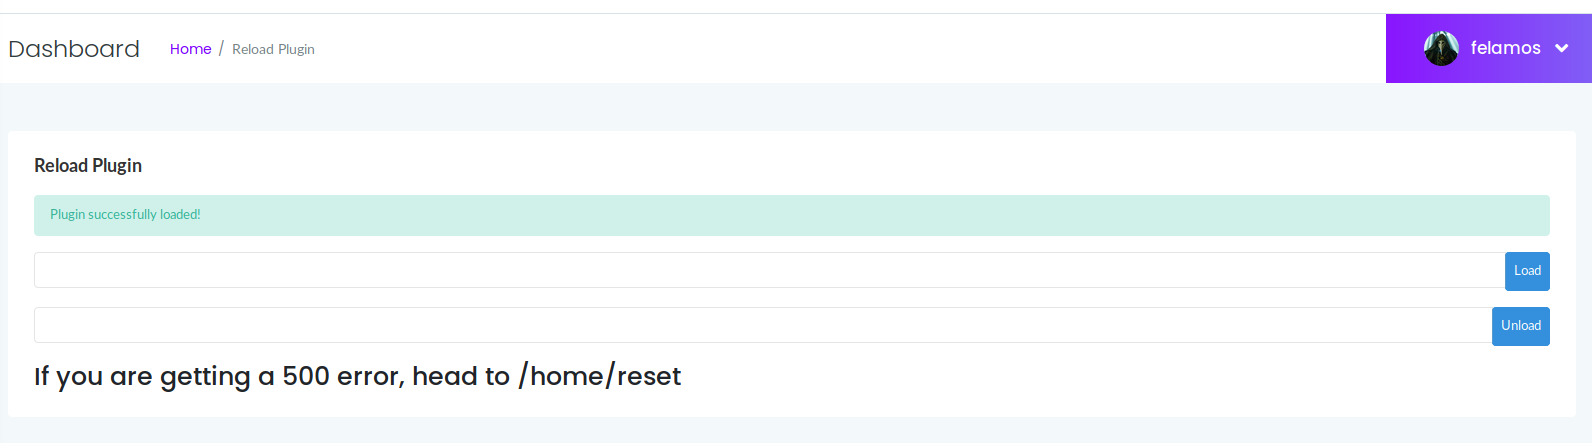 Dashboard Home / Reload Plugin felamos
Reload Plugin
Plugin successfully loaded!
Load
Unload
If you are getting a 500 error, head to /home/reset